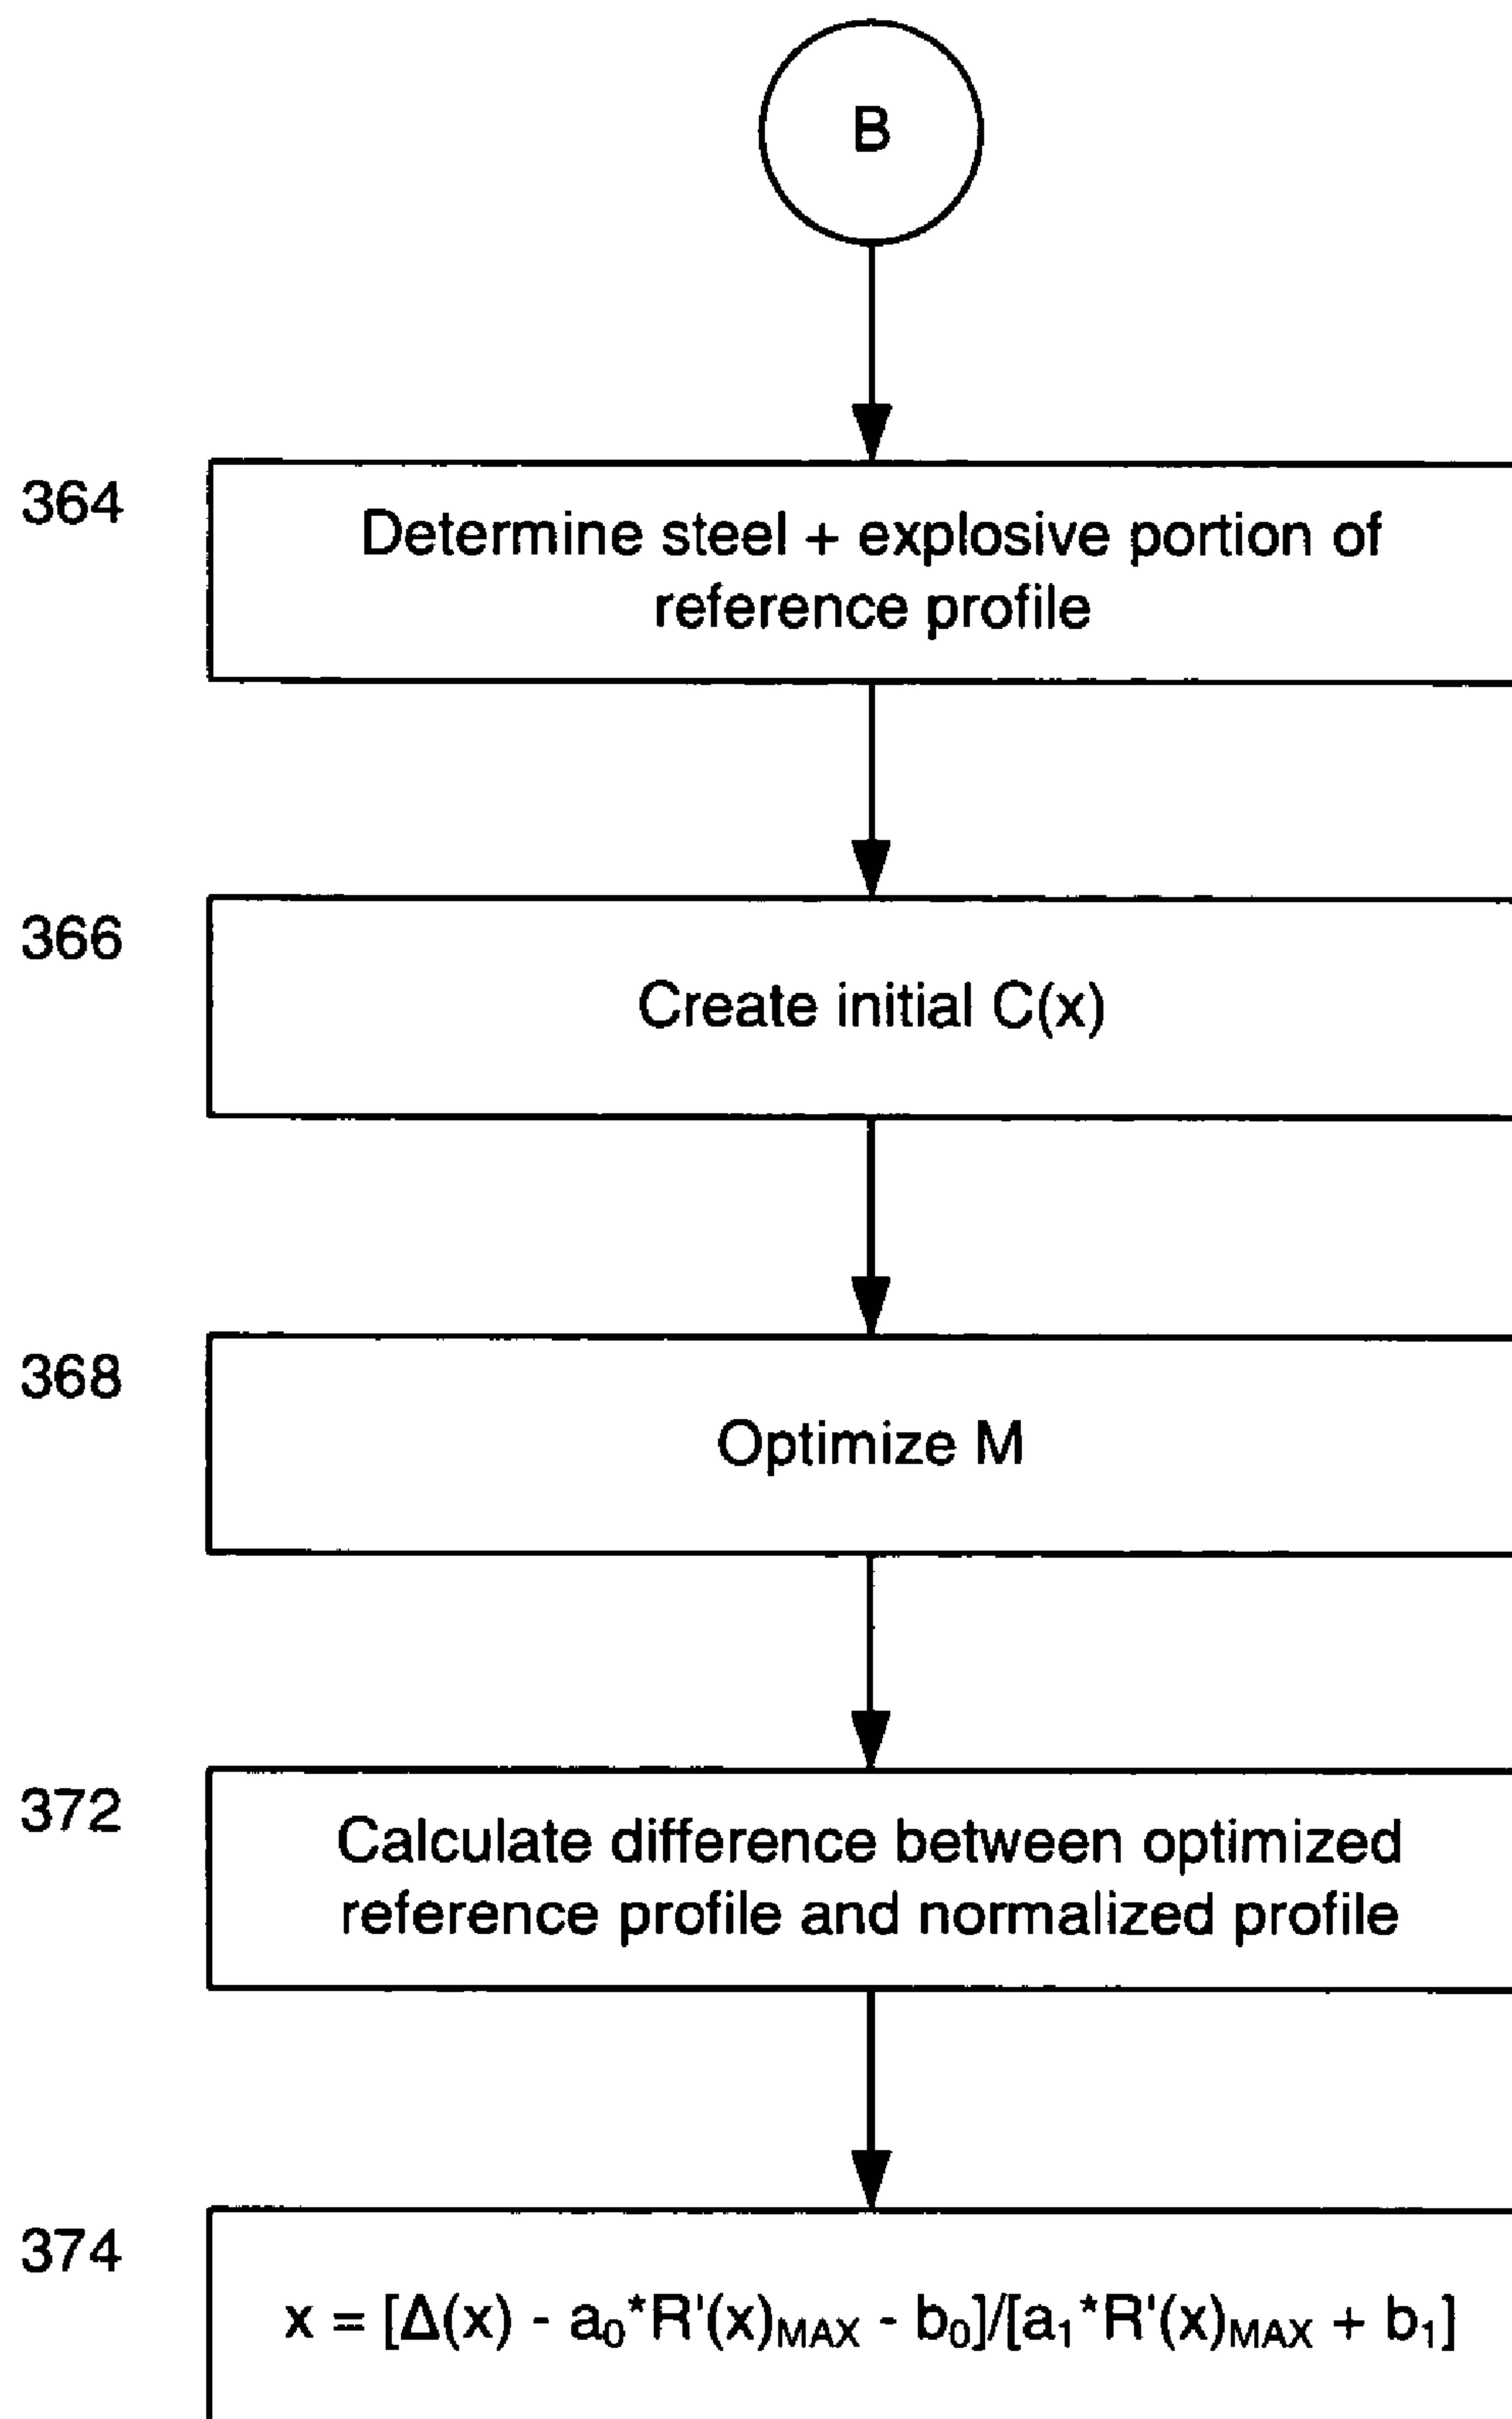 B
364
Determine steel + explosive portion of
reference profile
366
Create initial C(x)
368
Optimize M
372
Calculate difference between optimized
reference profile and normalized profile
374
x = [Δ(x) - a₀*R'(x)MAX - b₀]/[a₁*R'(x)MAX + b₁]